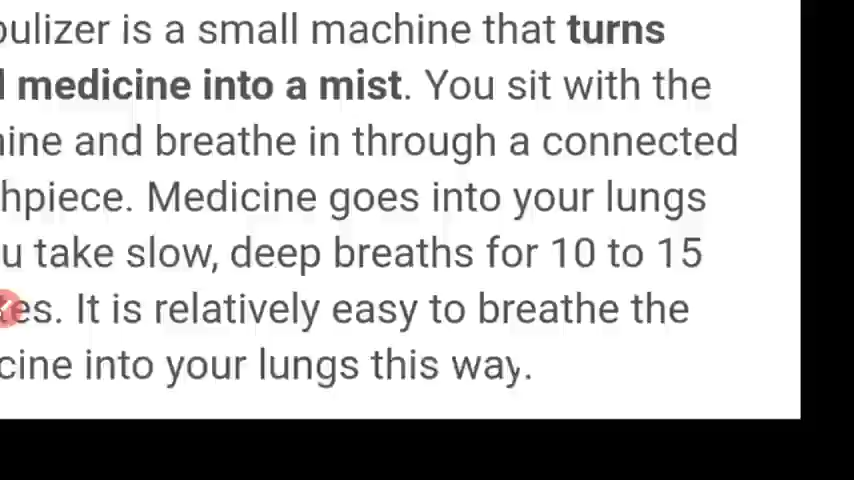 bulizer is a small machine that turns
medicine into a mist. You sit with the
ine and breathe in through a connected
hpiece. Medicine goes into your lungs
u take slow, deep breaths for 10 to 15
es. It is relatively easy to breathe the
cine into your lungs this way.